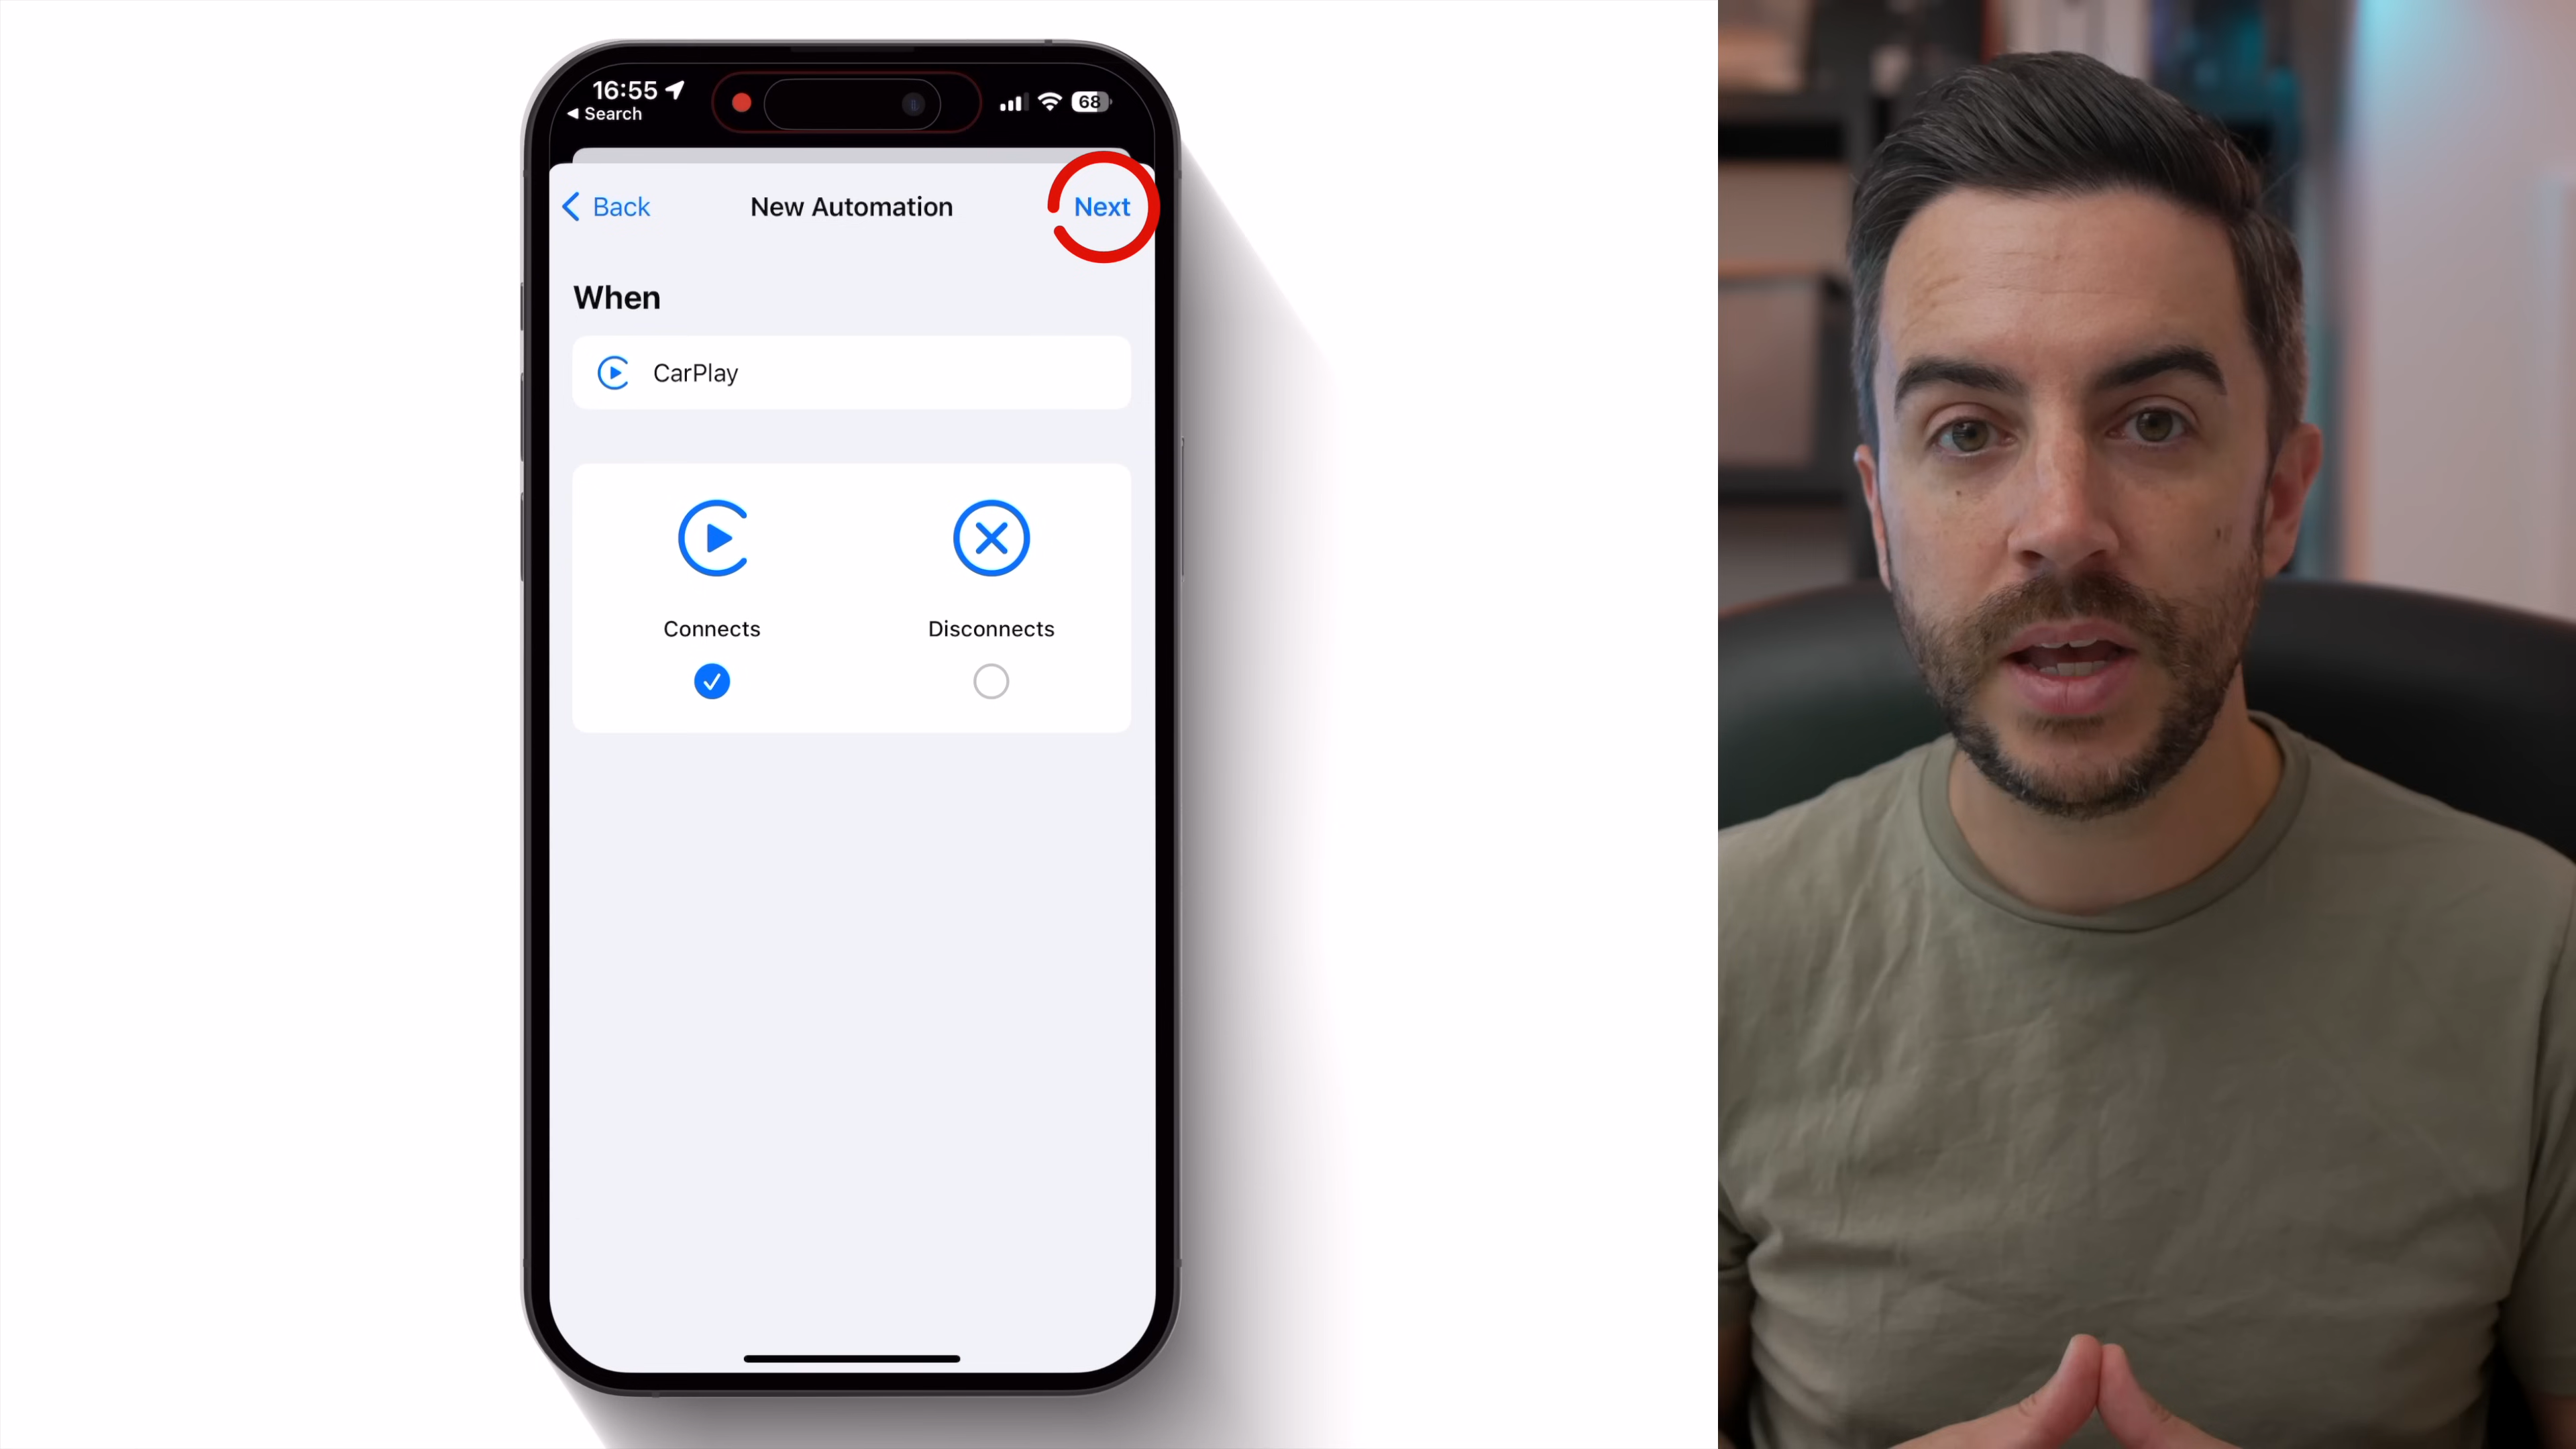 16:55
Search
68
Back
New Automation
Next
When
CarPlay
Connects
Disconnects